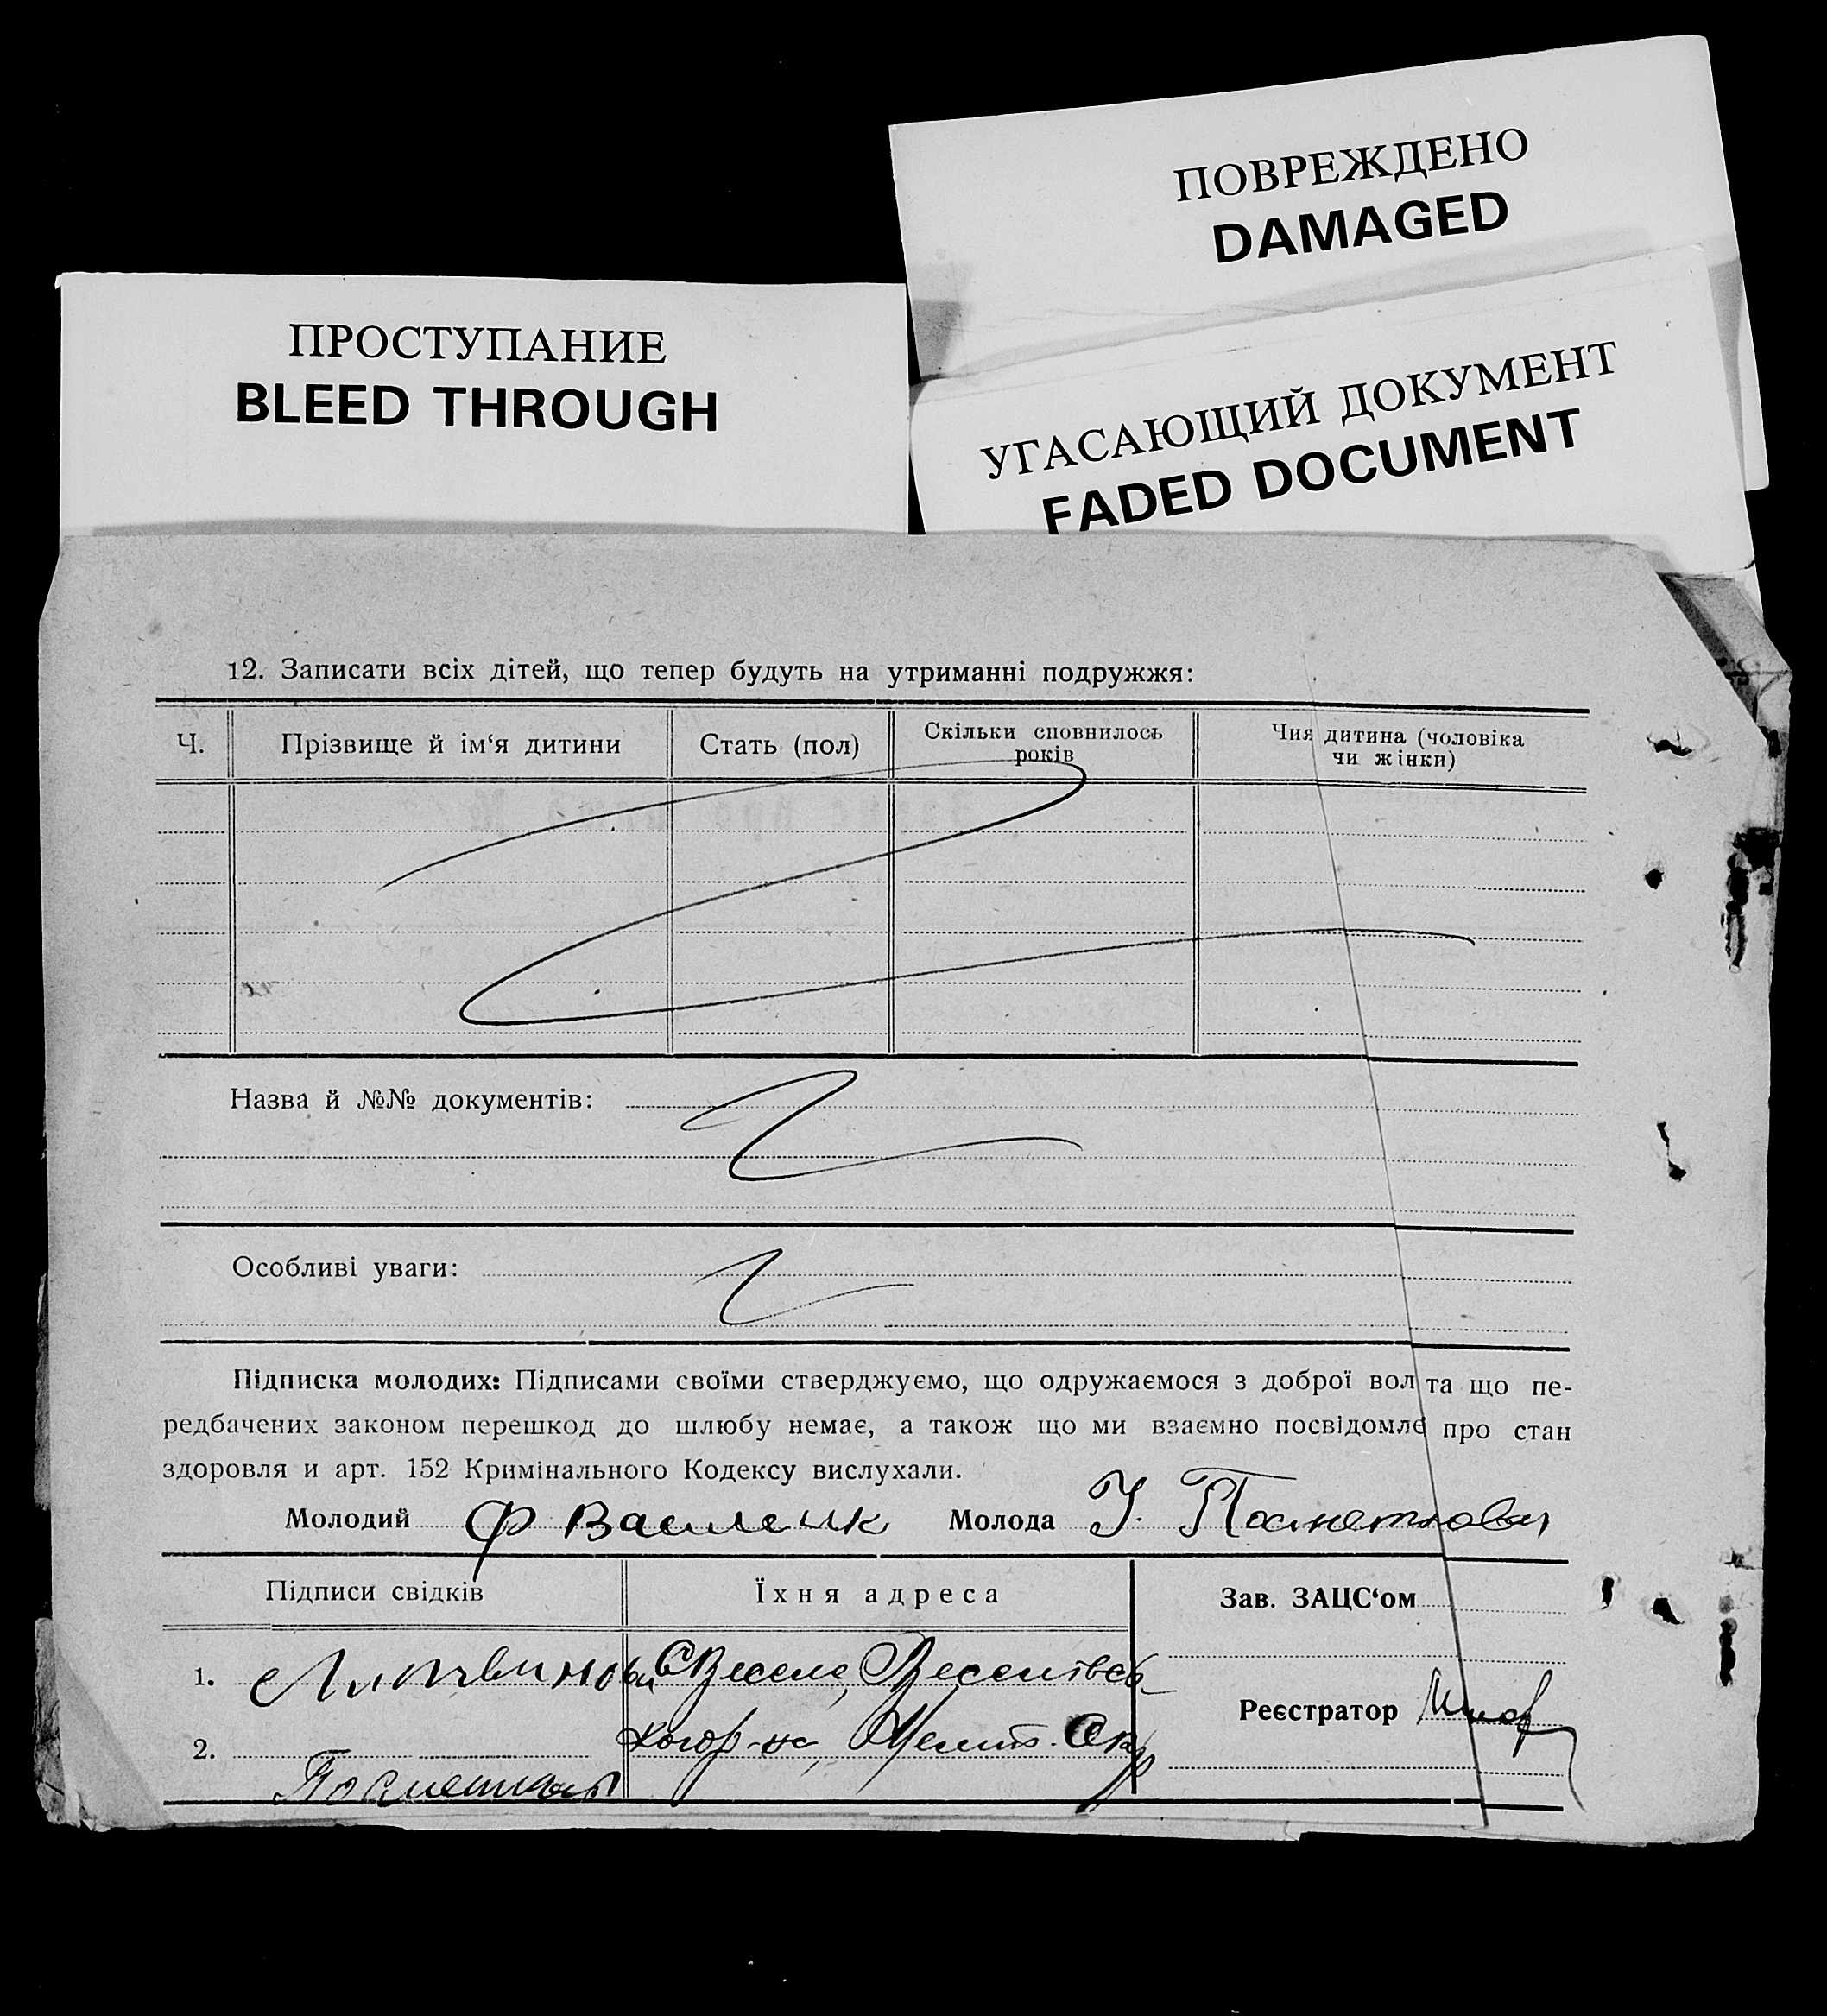 ПОВРЕЖДЕНО
DAMAGED
ПРОСТУПАНИЕ
BLEED THROUGH
УГАСАЮЩИЙ ДОКУМЕНТ
FADED DOCUMENT
12. Записати всіх дітей, що тепер будуть на утриманні подружжя:
Ч. Прізвище й ім‘я дитини Стать (пол) Скільки сповнилось років Чия дитина (чоловіка чи жінки)
Назва й №№ документів:
Особливі уваги:
Підписка молодих: Підписами своїми стверджуємо, що одружаємося з доброї вол та що пе-
редбачених законом перешкод до шлюбу немає, а також що ми взаємно посвідомле про стан
здоровля и арт. 152 Кримінального Кодексу вислухали.
Молодий Ф Молода
Підписи свідків Їхня адреса Зав. ЗАЦС‘ом
1. Литвинова С Веселе,
Реєстратор
2.